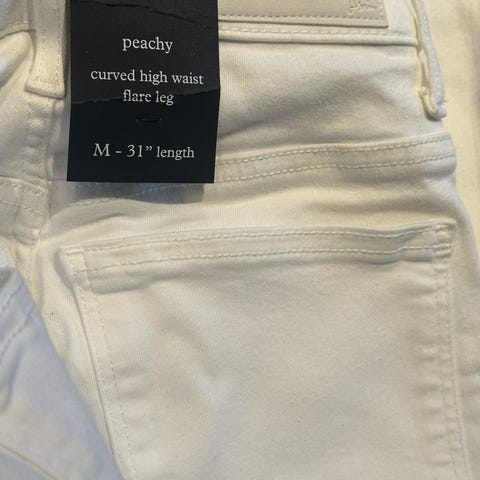 peachy
curved high waist
flare leg
M - 31” length